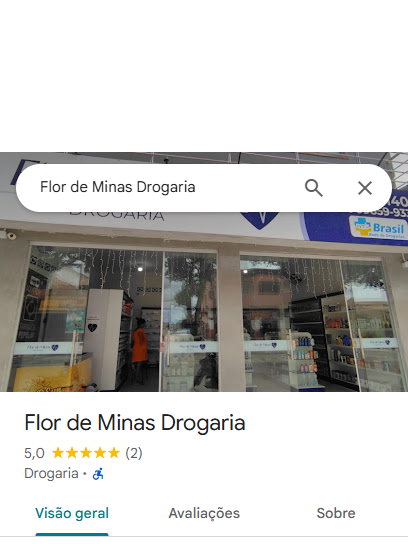 Flor de Minas Drogaria
DROGARIA
Brasil
Flor de Minas Drogaria
5,0 (2)
Drogaria ·
Visão geral
Avaliações
Sobre